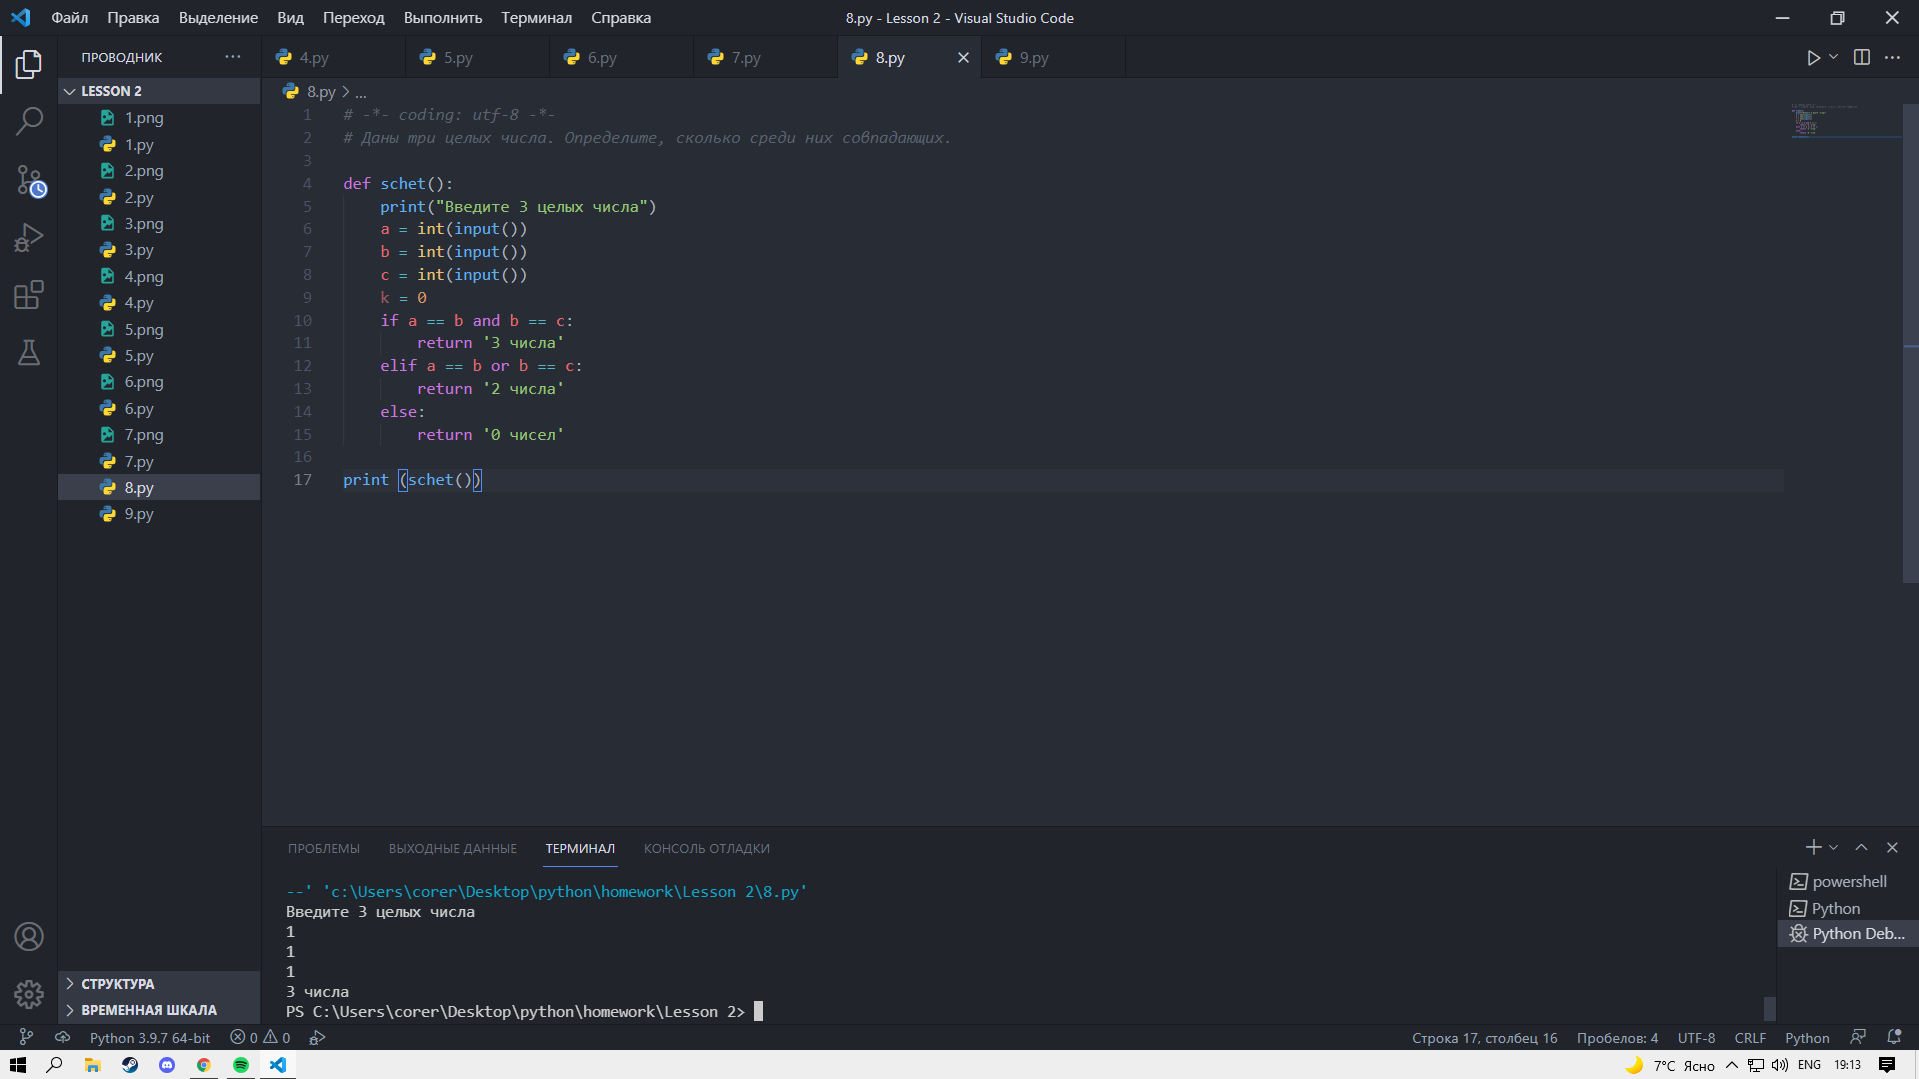 Файл Правка Выделение Вид Переход Выполнить Терминал Справка
8.py - Lesson 2 - Visual Studio Code
ПРОВОДНИК
4.py 5.py 6.py 7.py 8.py 9.py
LESSON 2
1.png
1.py
2.png
2.py
3.png
3.py
4.png
4.py
5.png
5.py
6.png
6.py
7.png
7.py
8.py
9.py
СТРУКТУРА
ВРЕМЕННАЯ ШКАЛА
8.py > ...
1 # -*- coding: utf-8 -*-
2 # Даны три целых числа. Определите, сколько среди них совпадающих.
3
4 def schet():
5 print("Введите 3 целых числа")
6 a = int(input())
7 b = int(input())
8 c = int(input())
9 k = 0
10 if a == b and b == c:
11 return '3 числа'
12 elif a == b or b == c:
13 return '2 числа'
14 else:
15 return '0 чисел'
16
17 print (schet())
ПРОБЛЕМЫ ВЫХОДНЫЕ ДАННЫЕ ТЕРМИНАЛ КОНСОЛЬ ОТЛАДКИ
--' 'c:\Users\corer\Desktop\python\homework\Lesson 2\8.py'
Введите 3 целых числа
1
1
1
3 числа
PS C:\Users\corer\Desktop\python\homework\Lesson 2>
powershell
Python
Python Deb...
Python 3.9.7 64-bit 0 0
Строка 17, столбец 16 Пробелов: 4 UTF-8 CRLF Python
7°C Ясно ENG 19:13